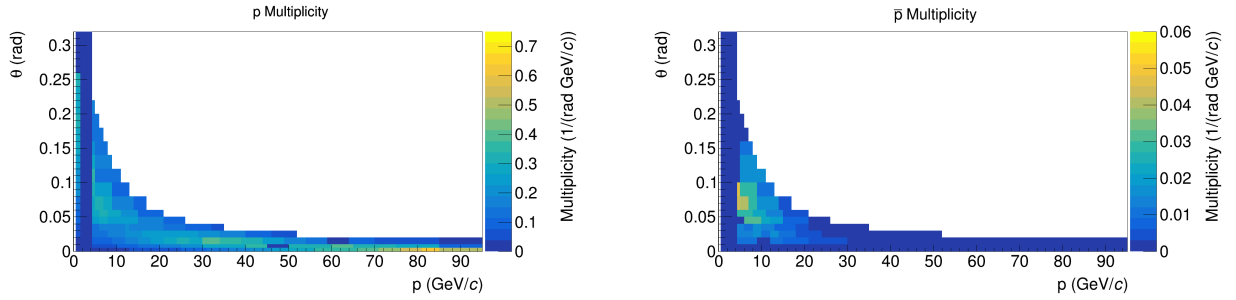 p Multiplicity
θ (rad)
0.3
0.25
0.2
0.15
0.1
0.05
0
0 10 20 30 40 50 60 70 80 90
p (GeV/c)
0.7
0.6
0.5
0.4
0.3
0.2
0.1
0
Multiplicity (1/(rad GeV/c))
p̅ Multiplicity
θ (rad)
0.3
0.25
0.2
0.15
0.1
0.05
0
0 10 20 30 40 50 60 70 80 90
p (GeV/c)
0.06
0.05
0.04
0.03
0.02
0.01
0
Multiplicity (1/(rad GeV/c))